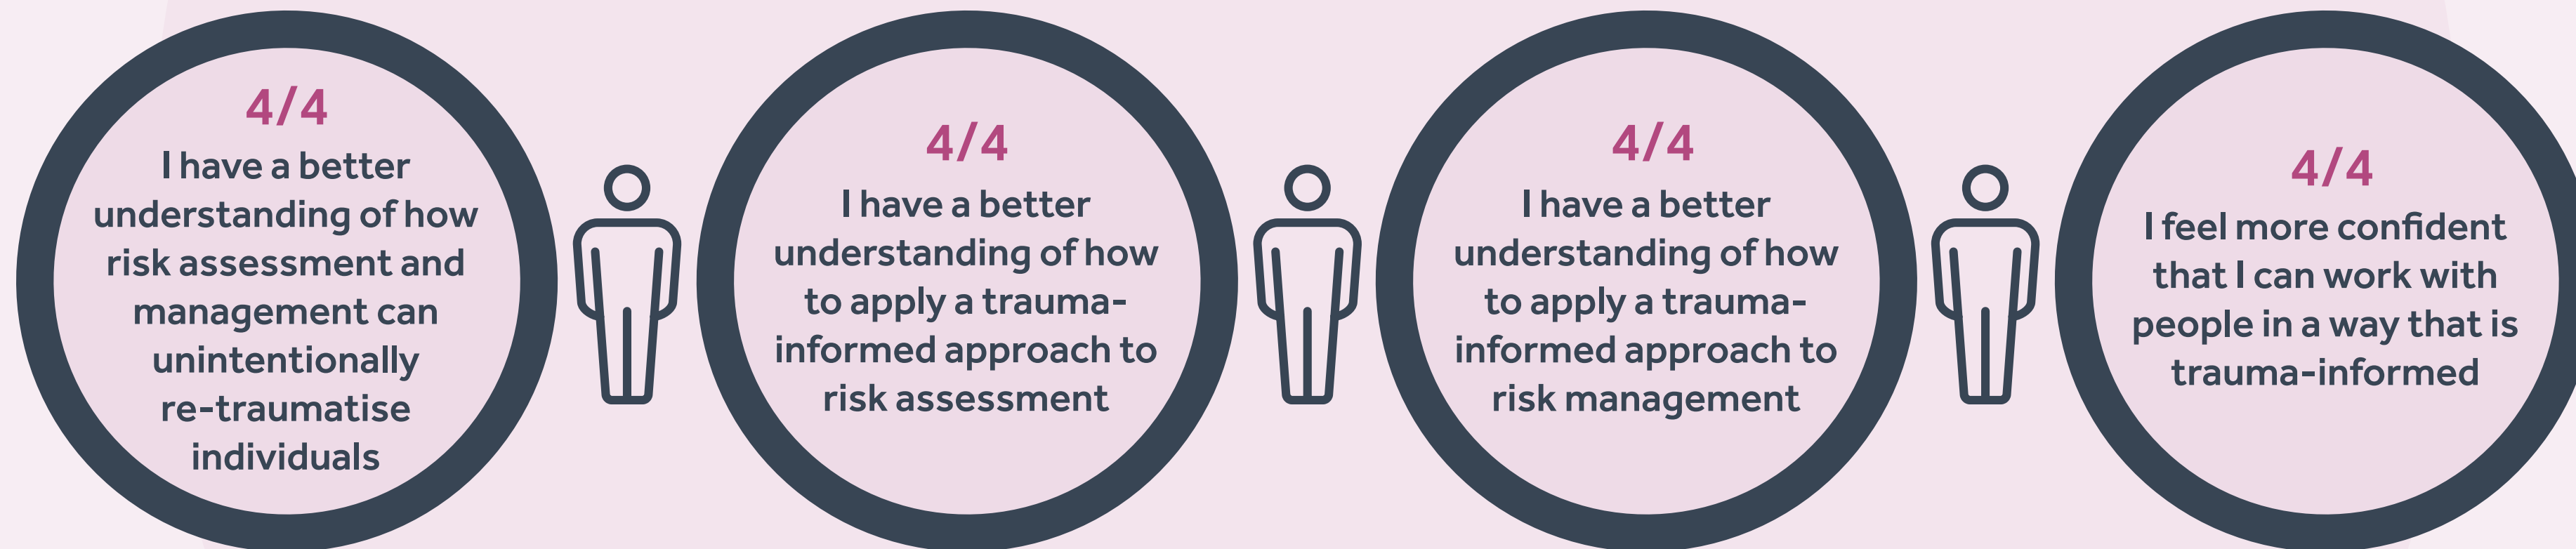 4/4
I have a better
understanding of how
risk assessment and
management can
unintentionally
re-traumatise
individuals
4/4
I have a better
understanding of how
to apply a trauma-
informed approach to
risk assessment
4/4
I have a better
understanding of how
to apply a trauma-
informed approach to
risk management
4/4
I feel more confident
that I can work with
people in a way that is
trauma-informed